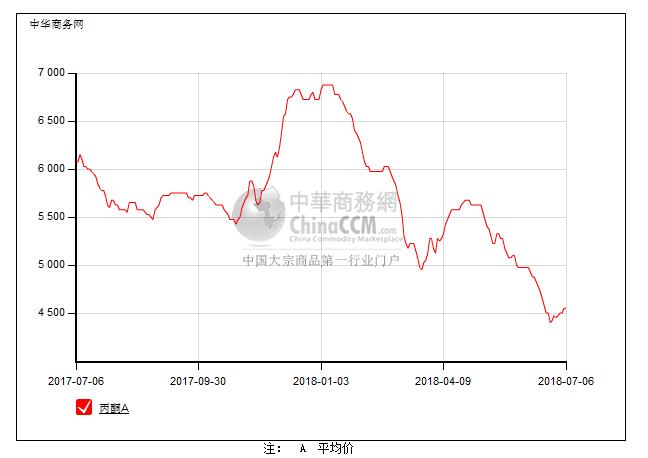 中华商务网
7 000
6 500
6 000
5 500
5 000
4 500
中華商務網
ChinaCCM.com
China Commodity Marketplace
中国大宗商品第一行业门户
2017-07-06 2017-09-30 2018-01-03 2018-04-09 2018-07-06
丙酮A
注： A 平均价